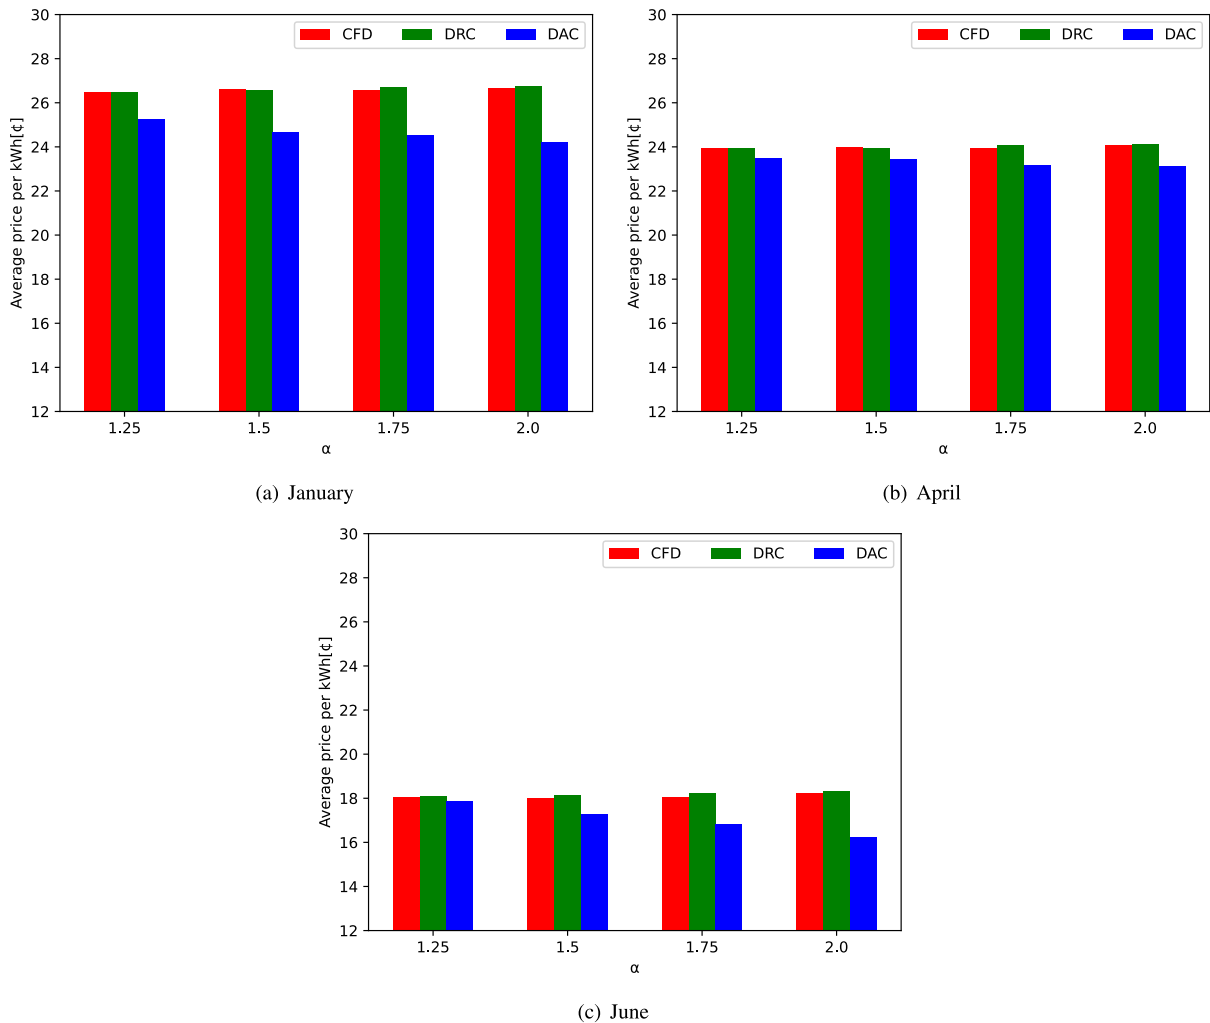 30
28
26
24
22
20
18
16
14
12
Average price per kWh[¢]
CFD DRC DAC
1.25 1.5 1.75 2.0
α
(a) January
30
28
26
24
22
20
18
16
14
12
Average price per kWh[¢]
CFD DRC DAC
1.25 1.5 1.75 2.0
α
(b) April
30
28
26
24
22
20
18
16
14
12
Average price per kWh[¢]
CFD DRC DAC
1.25 1.5 1.75 2.0
α
(c) June